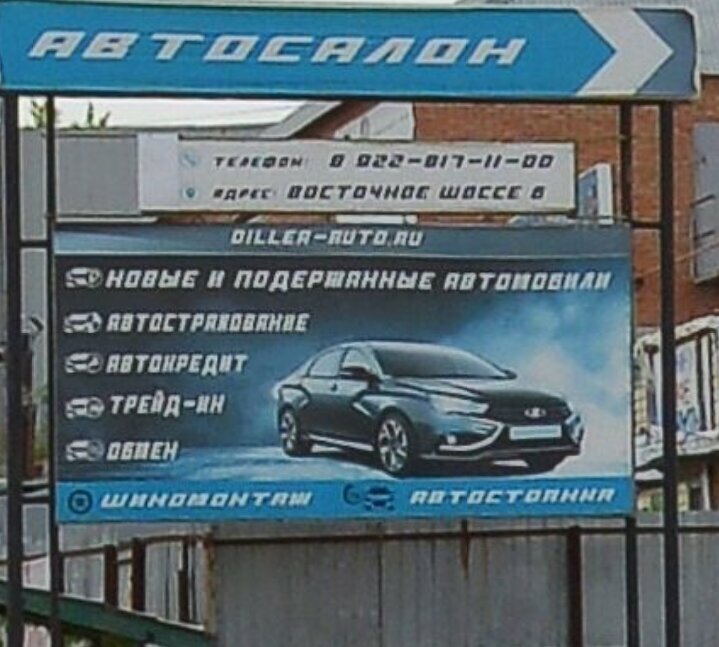 АВТОСАЛОН
ТЕЛЕФОН: 8 922-817-11-00
АДРЕС: ВОСТОЧНОЕ ШОССЕ 6
DILLER-AUTO.RU
НОВЫЕ И ПОДЕРЖАННЫЕ АВТОМОБИЛИ
АВТОСТРАХОВАНИЕ
АВТОКРЕДИТ
ТРЕЙД-ИН
ОБМЕН
ШИНОМОНТАЖ АВТОСТОЯНКА